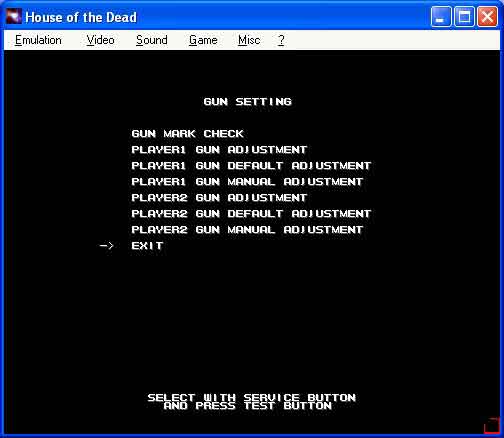 House of the Dead
Emulation Video Sound Game Misc ?
GUN SETTING
GUN MARK CHECK
PLAYER1 GUN ADJUSTMENT
PLAYER1 GUN DEFAULT ADJUSTMENT
PLAYER1 GUN MANUAL ADJUSTMENT
PLAYER2 GUN ADJUSTMENT
PLAYER2 GUN DEFAULT ADJUSTMENT
PLAYER2 GUN MANUAL ADJUSTMENT
-> EXIT
SELECT WITH SERVICE BUTTON
AND PRESS TEST BUTTON